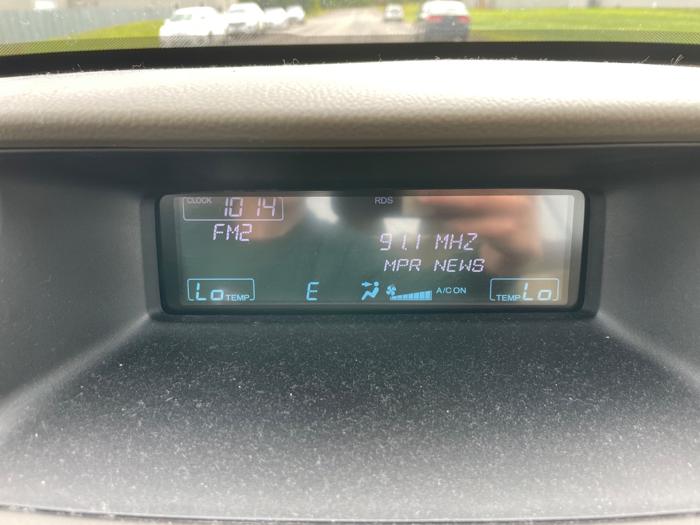 CLOCK 10 14 RDS
FM2 91.1 MHZ
MPR NEWS
Lo TEMP E A/C ON TEMP Lo